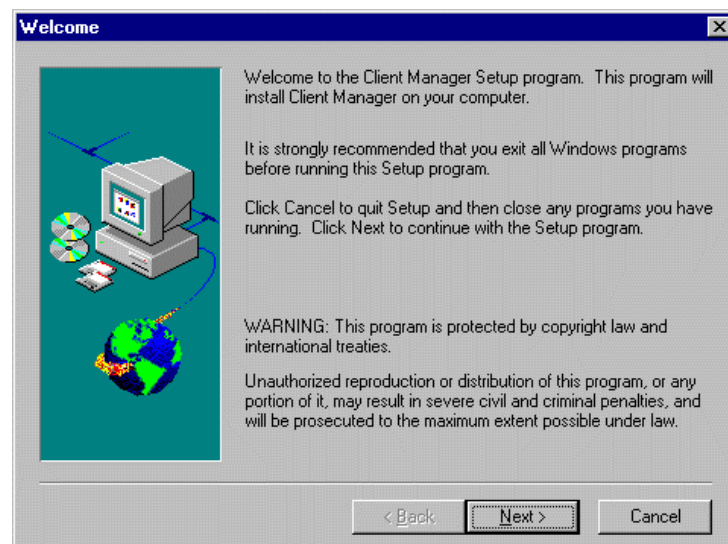 Welcome
Welcome to the Client Manager Setup program. This program will
install Client Manager on your computer.
It is strongly recommended that you exit all Windows programs
before running this Setup program.
Click Cancel to quit Setup and then close any programs you have
running. Click Next to continue with the Setup program.
WARNING: This program is protected by copyright law and
international treaties.
Unauthorized reproduction or distribution of this program, or any
portion of it, may result in severe civil and criminal penalties, and
will be prosecuted to the maximum extent possible under law.
< Back Next > Cancel